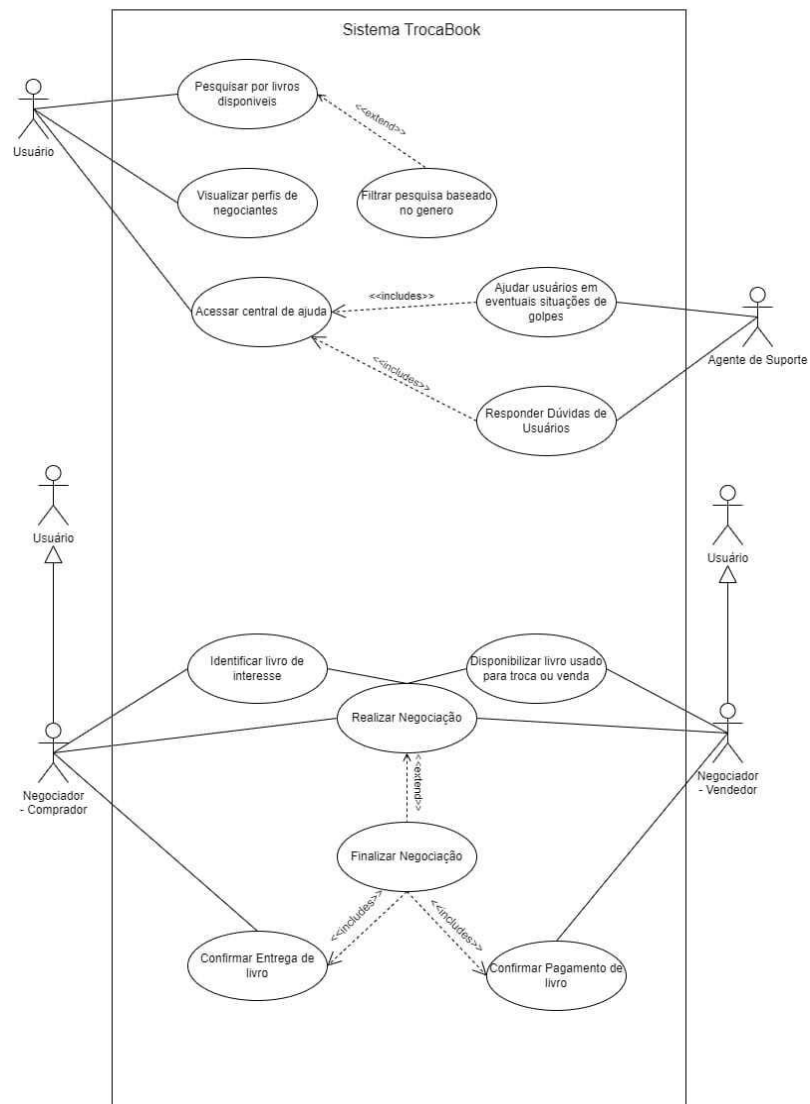 Sistema TrocaBook
Pesquisar por livros
disponiveis
<<extend>>
Usuário
Visualizar perfis de
negociantes
Filtrar pesquisa baseado
no genero
Acessar central de ajuda
<<includes>>
Ajudar usuários em
eventuais situações de
golpes
Agente de Suporte
<<includes>>
Responder Dúvidas de
Usuários
Usuário
Usuário
Identificar livro de
interesse
Disponibilizar livro usado
para troca ou venda
Realizar Negociação
Negociador
- Comprador
Negociador
- Vendedor
<<extend>>
Finalizar Negociação
<<includes>>
<<includes>>
Confirmar Entrega de
livro
Confirmar Pagamento de
livro